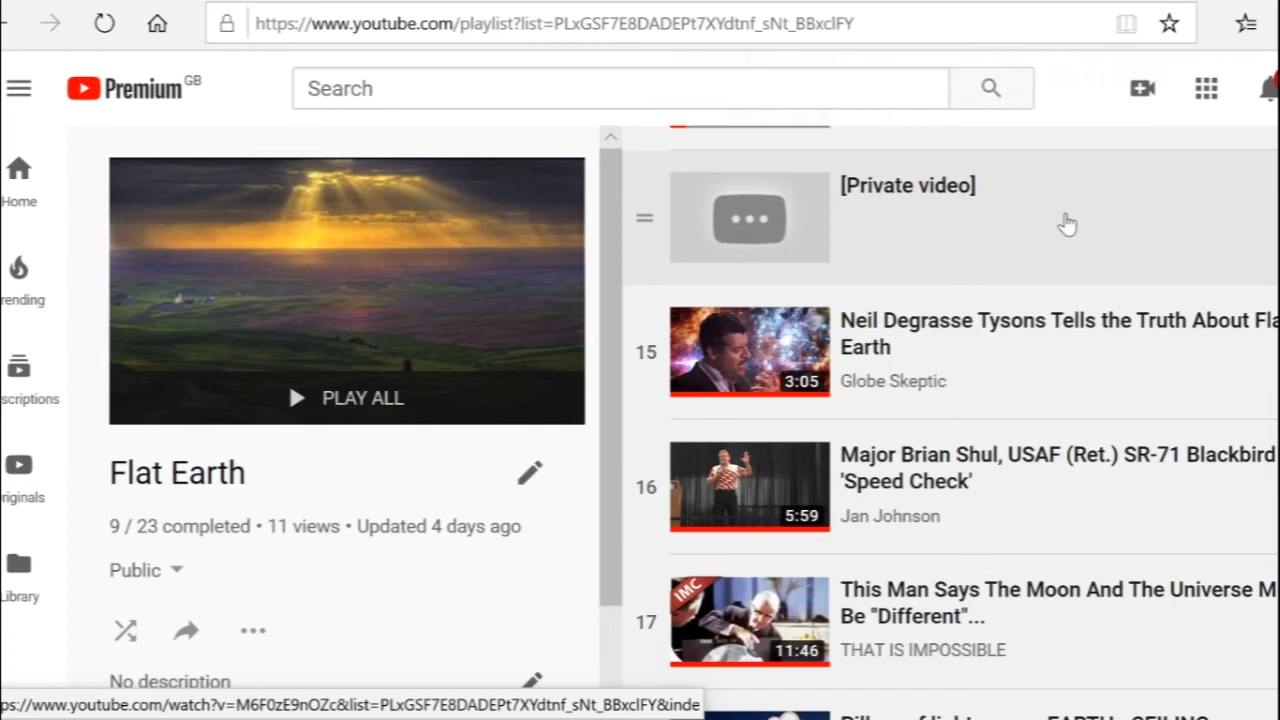 https://www.youtube.com/playlist?list=PLxGSF7E8DADEPt7XYdtnf_sNt_BBxclFY
Premium GB
Search
Home
rending
scriptions
riginals
Library
PLAY ALL
Flat Earth
9 / 23 completed • 11 views • Updated 4 days ago
Public
No description
[Private video]
15
3:05
Neil Degrasse Tysons Tells the Truth About Fla
Earth
Globe Skeptic
16
5:59
Major Brian Shul, USAF (Ret.) SR-71 Blackbird
'Speed Check'
Jan Johnson
17
IMC
11:46
This Man Says The Moon And The Universe M
Be "Different"...
THAT IS IMPOSSIBLE
ps://www.youtube.com/watch?v=M6F0zE9nOZc&list=PLxGSF7E8DADEPt7XYdtnf_sNt_BBxclFY&inde